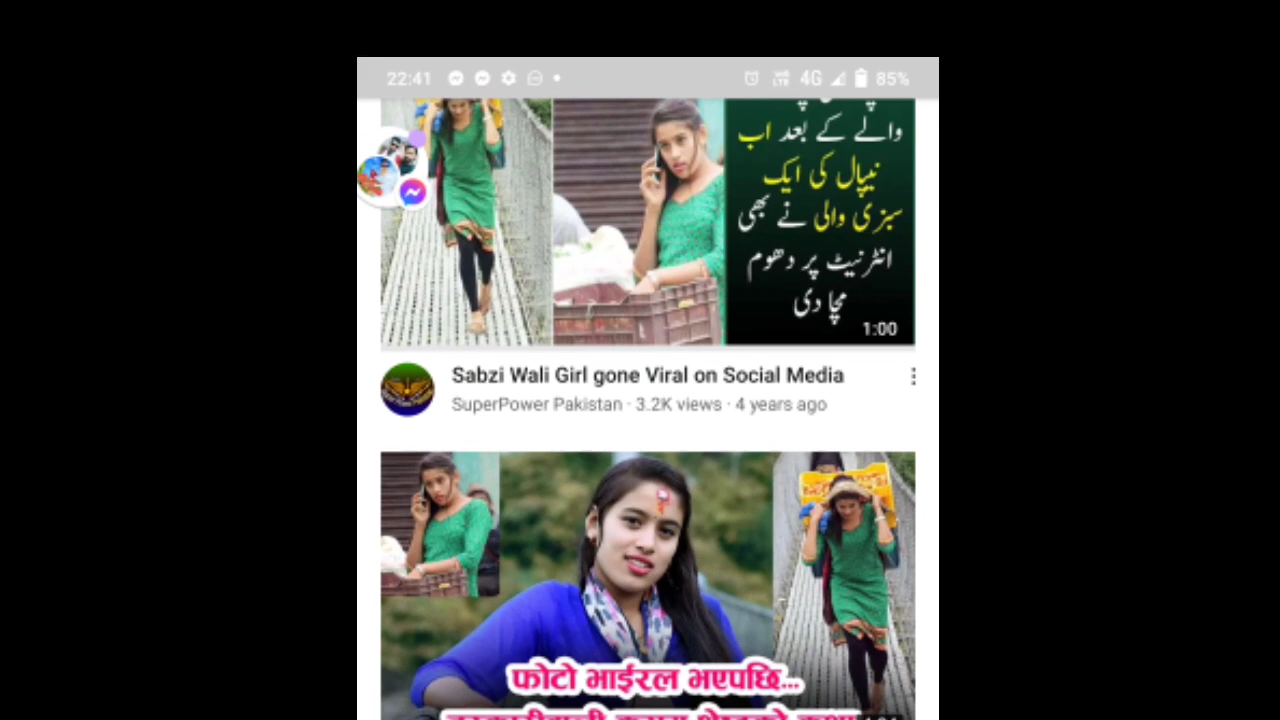 22:41
4G
85%
والے کے بعد اب
نیپال کی ایک
سبزی والی نے بھی
انٹرنیٹ پر دھوم
مچا دی
1:00
Sabzi Wali Girl gone Viral on Social Media
SuperPower Pakistan · 3.2K views · 4 years ago
फोटो भाईरल भएपछि...